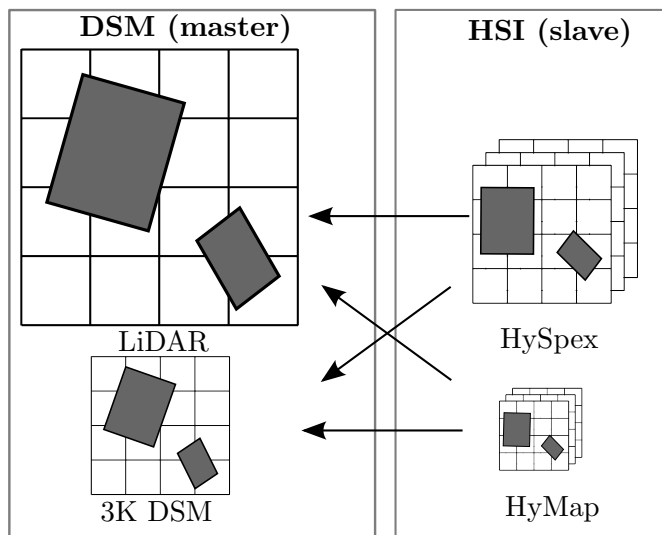 DSM (master)
LiDAR
3K DSM
HSI (slave)
HySpex
HyMap